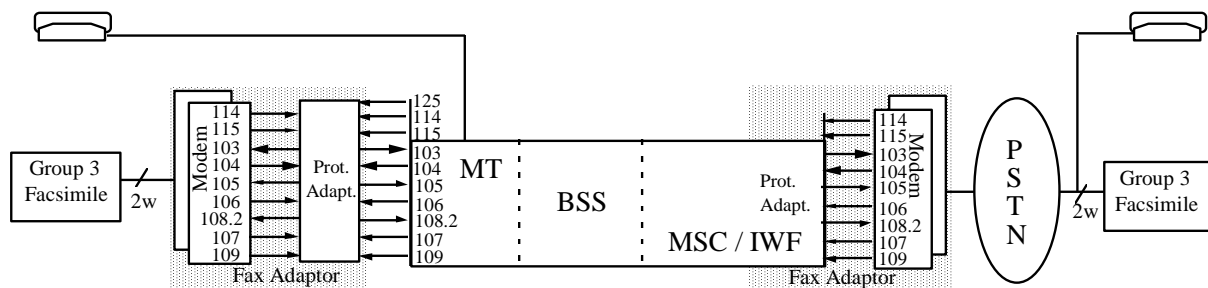 Group 3
Facsimile
2w
Modem
114
115
103
104
105
106
108.2
107
109
Prot.
Adapt.
Fax Adaptor
125
114
115
103
104
105
106
108.2
107
109
MT
BSS
MSC / IWF
Prot.
Adapt.
114
115
103
104
105
106
108.2
107
109
Modem
Fax Adaptor
P
S
T
N
2w
Group 3
Facsimile